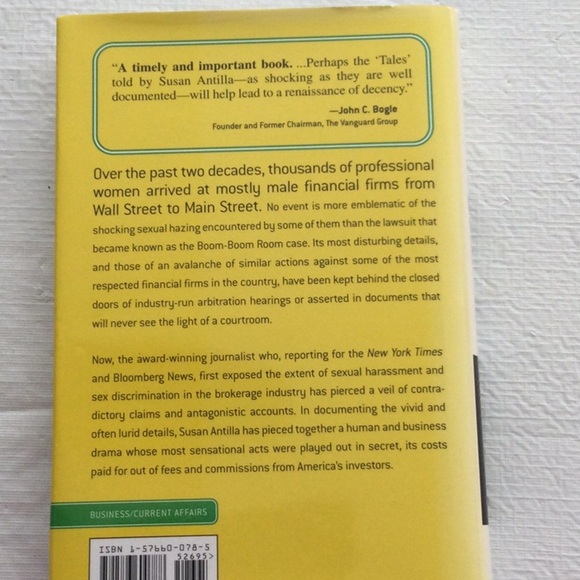 “A timely and important book. ...Perhaps the ‘Tales’
told by Susan Antilla—as shocking as they are well
documented—will help lead to a renaissance of decency.”
—John C. Bogle
Founder and Former Chairman, The Vanguard Group
Over the past two decades, thousands of professional
women arrived at mostly male financial firms from
Wall Street to Main Street. No event is more emblematic of the
shocking sexual hazing encountered by some of them than the lawsuit that
became known as the Boom-Boom Room case. Its most disturbing details,
and those of an avalanche of similar actions against some of the most
respected financial firms in the country, have been kept behind the closed
doors of industry-run arbitration hearings or asserted in documents that
will never see the light of a courtroom.
Now, the award-winning journalist who, reporting for the New York Times
and Bloomberg News, first exposed the extent of sexual harassment and
sex discrimination in the brokerage industry has pierced a veil of contra-
dictory claims and antagonistic accounts. In documenting the vivid and
often lurid details, Susan Antilla has pieced together a human and business
drama whose most sensational acts were played out in secret, its costs
paid for out of fees and commissions from America’s investors.
BUSINESS/CURRENT AFFAIRS
ISBN 1-57660-078-5
52695>